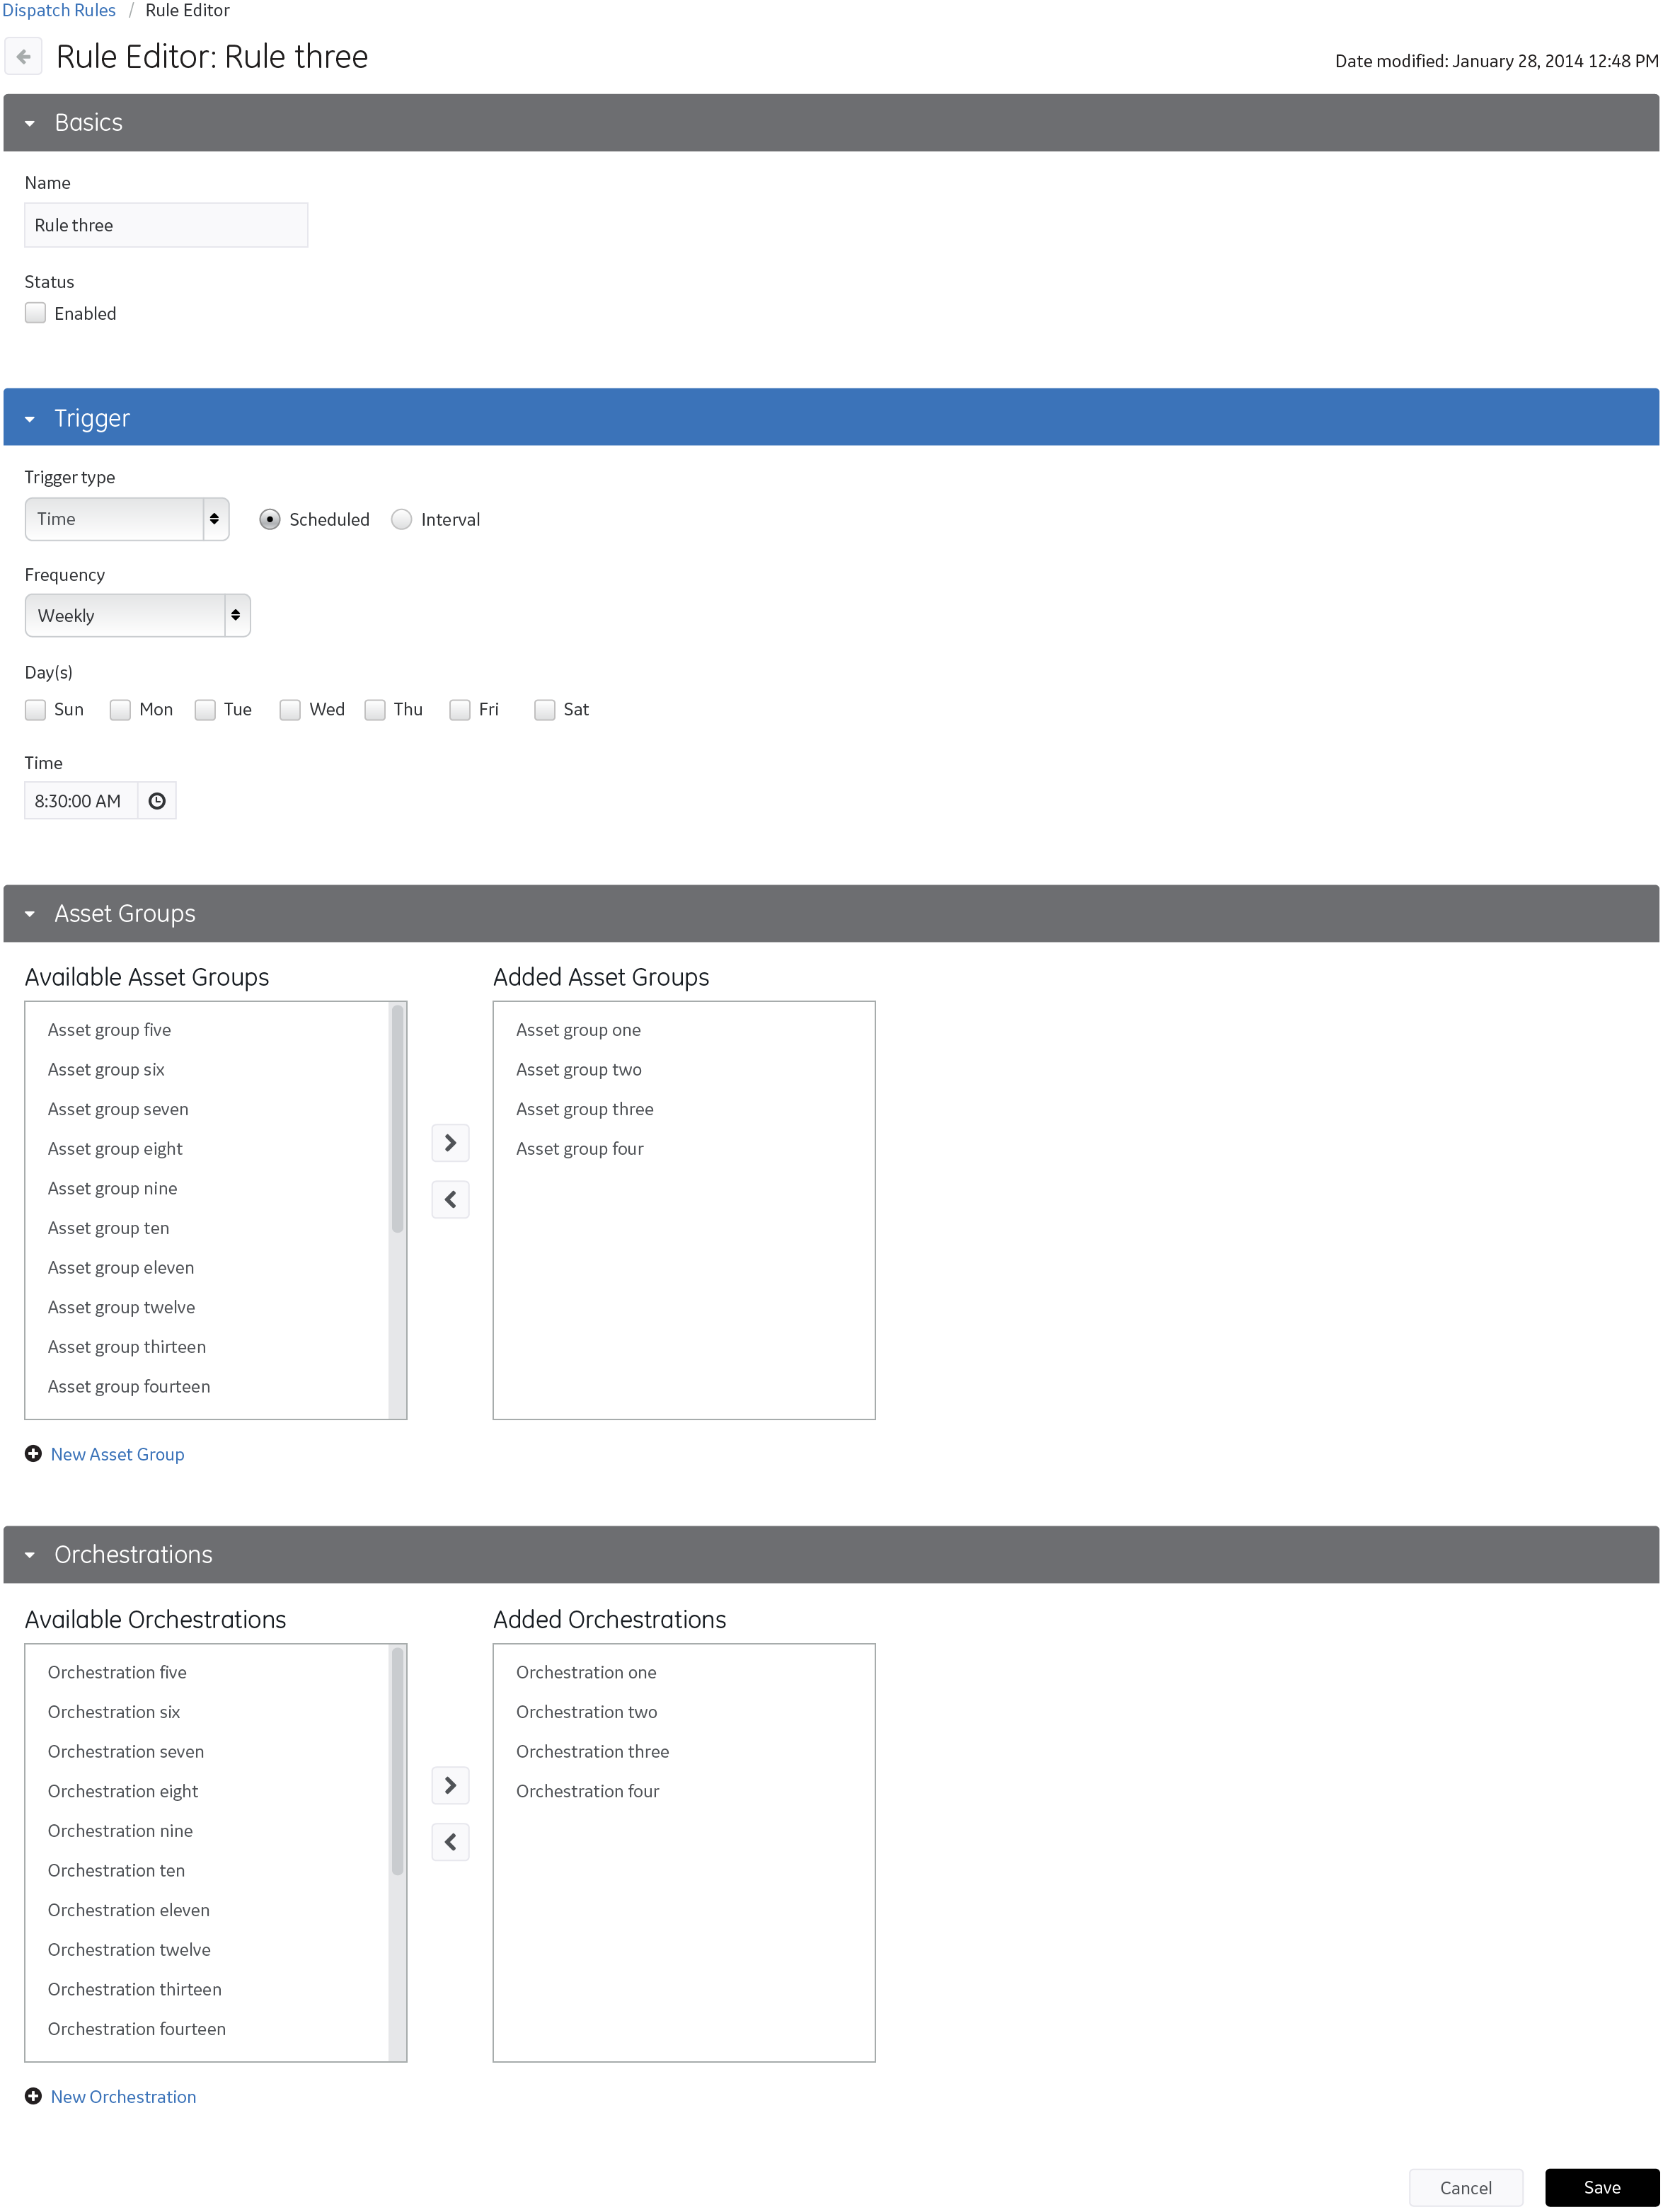 Dispatch Rules / Rule Editor
Rule Editor: Rule three
Date modified: January 28, 2014 12:48 PM
Basics
Name
Rule three
Status
Enabled
Trigger
Trigger type
Time Scheduled Interval
Frequency
Weekly
Day(s)
Sun Mon Tue Wed Thu Fri Sat
Time
8:30:00 AM
Asset Groups
Available Asset Groups
Asset group five
Asset group six
Asset group seven
Asset group eight
Asset group nine
Asset group ten
Asset group eleven
Asset group twelve
Asset group thirteen
Asset group fourteen
Added Asset Groups
Asset group one
Asset group two
Asset group three
Asset group four
New Asset Group
Orchestrations
Available Orchestrations
Orchestration five
Orchestration six
Orchestration seven
Orchestration eight
Orchestration nine
Orchestration ten
Orchestration eleven
Orchestration twelve
Orchestration thirteen
Orchestration fourteen
Added Orchestrations
Orchestration one
Orchestration two
Orchestration three
Orchestration four
New Orchestration
Cancel Save